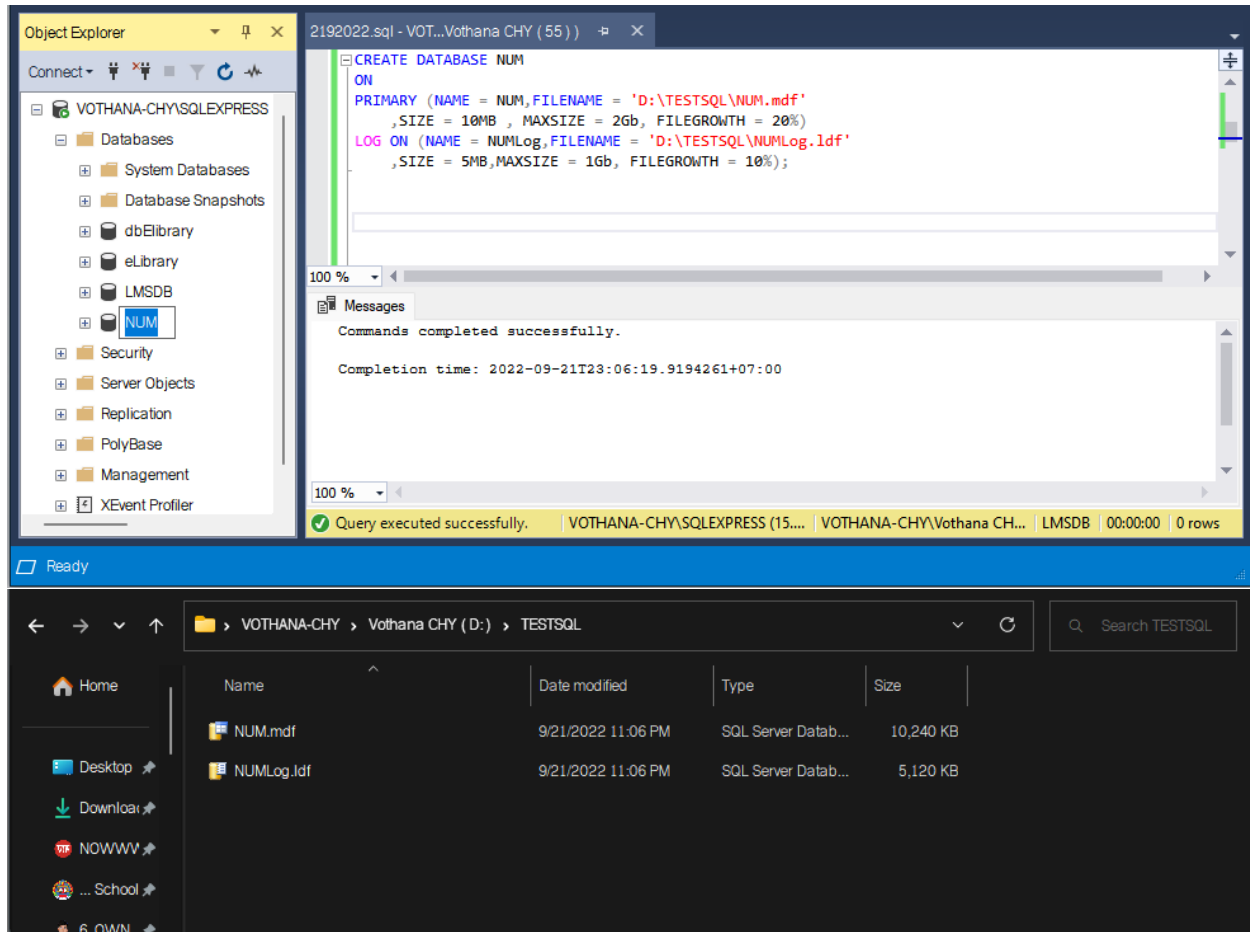 Object Explorer
2192022.sql - VOT...Vothana CHY ( 55 ) )
Connect
VOTHANA-CHY\SQLEXPRESS
Databases
System Databases
Database Snapshots
dbElibrary
eLibrary
LMSDB
NUM
Security
Server Objects
Replication
PolyBase
Management
XEvent Profiler
CREATE DATABASE NUM
ON
PRIMARY (NAME = NUM,FILENAME = 'D:\TESTSQL\NUM.mdf'
,SIZE = 10MB , MAXSIZE = 2Gb, FILEGROWTH = 20%)
LOG ON (NAME = NUMLog,FILENAME = 'D:\TESTSQL\NUMLog.ldf'
,SIZE = 5MB,MAXSIZE = 1Gb, FILEGROWTH = 10%);
100 %
Messages
Commands completed successfully.
Completion time: 2022-09-21T23:06:19.9194261+07:00
100 %
Query executed successfully. VOTHANA-CHY\SQLEXPRESS (15.... VOTHANA-CHY\Vothana CH... LMSDB 00:00:00 0 rows
Ready
VOTHANA-CHY > Vothana CHY ( D: ) > TESTSQL
Search TESTSQL
Home
Desktop
NOWWV
... School
6 OWN
Name Date modified Type Size
NUM.mdf 9/21/2022 11:06 PM SQL Server Datab... 10,240 KB
NUMLog.ldf 9/21/2022 11:06 PM SQL Server Datab... 5,120 KB